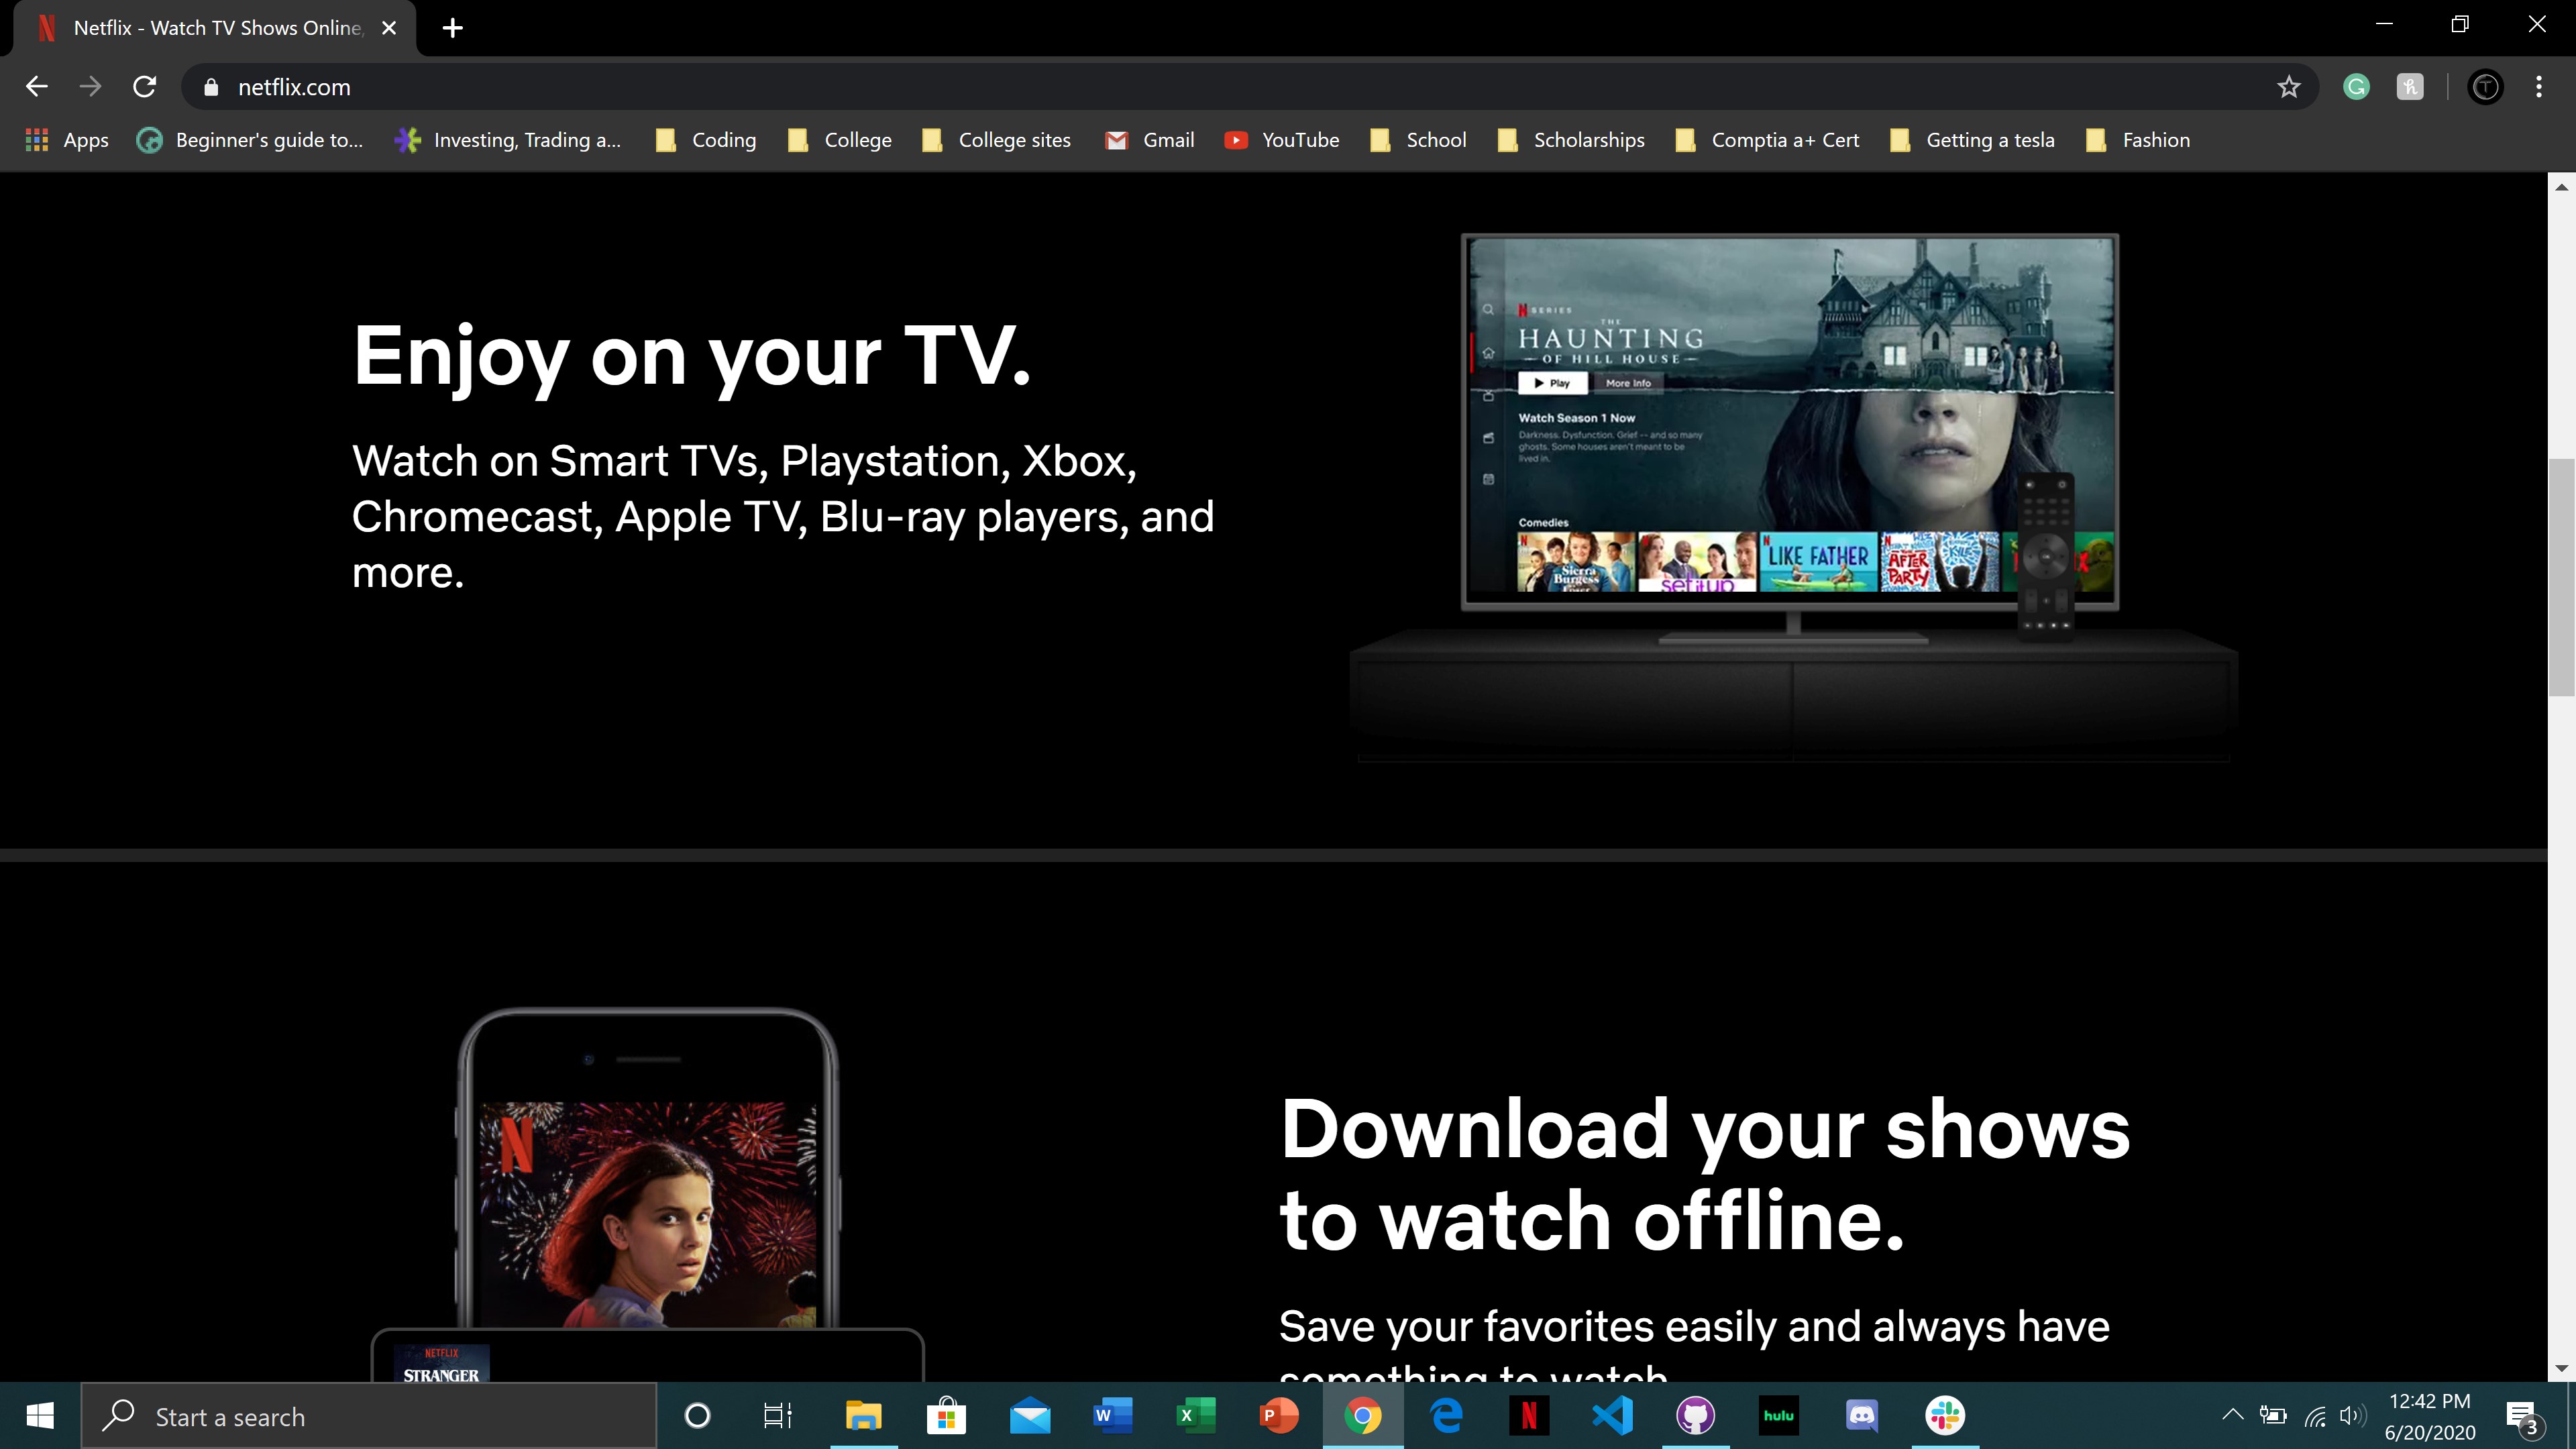 Netflix - Watch TV Shows Online,
netflix.com
Apps
Beginner's guide to...
Investing, Trading a...
Coding
College
College sites
Gmail
YouTube
School
Scholarships
Comptia a+ Cert
Getting a tesla
Fashion
Enjoy on your TV.
Watch on Smart TVs, Playstation, Xbox,
Chromecast, Apple TV, Blu-ray players, and
more.
N SERIES
THE
HAUNTING
OF HILL HOUSE
Play
More Info
Watch Season 1 Now
Darkness. Dysfunction. Grief -- and so many
ghosts. Some houses aren't meant to be
lived in.
Comedies
Sierra
Burgess
set it up
LIKE FATHER
AFTER
PARTY
Download your shows
to watch offline.
Save your favorites easily and always have
something to watch
NETFLIX
STRANGER
Start a search
hulu
12:42 PM
6/20/2020
3